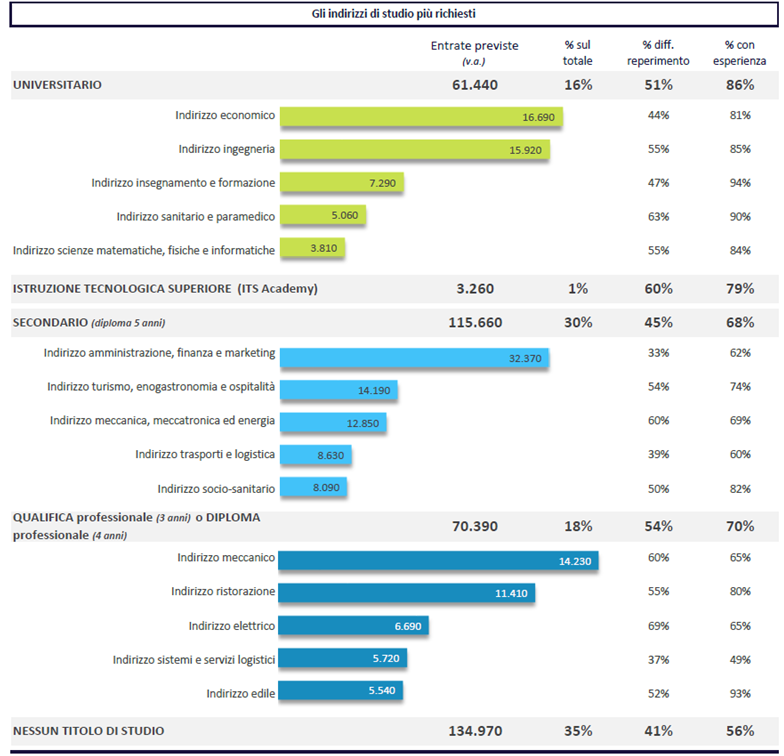 Gli indirizzi di studio più richiesti
Entrate previste (v.a.) % sul totale % diff. reperimento % con esperienza
UNIVERSITARIO 61.440 16% 51% 86%
Indirizzo economico 16.690 44% 81%
Indirizzo ingegneria 15.920 55% 85%
Indirizzo insegnamento e formazione 7.290 47% 94%
Indirizzo sanitario e paramedico 5.060 63% 90%
Indirizzo scienze matematiche, fisiche e informatiche 3.810 55% 84%
ISTRUZIONE TECNOLOGICA SUPERIORE (ITS Academy) 3.260 1% 60% 79%
SECONDARIO (diploma 5 anni) 115.660 30% 45% 68%
Indirizzo amministrazione, finanza e marketing 32.370 33% 62%
Indirizzo turismo, enogastronomia e ospitalità 14.190 54% 74%
Indirizzo meccanica, meccatronica ed energia 12.850 60% 69%
Indirizzo trasporti e logistica 8.630 39% 60%
Indirizzo socio-sanitario 8.090 50% 82%
QUALIFICA professionale (3 anni) o DIPLOMA
professionale (4 anni) 70.390 18% 54% 70%
Indirizzo meccanico 14.230 60% 65%
Indirizzo ristorazione 11.410 55% 80%
Indirizzo elettrico 6.690 69% 65%
Indirizzo sistemi e servizi logistici 5.720 37% 49%
Indirizzo edile 5.540 52% 93%
NESSUN TITOLO DI STUDIO 134.970 35% 41% 56%